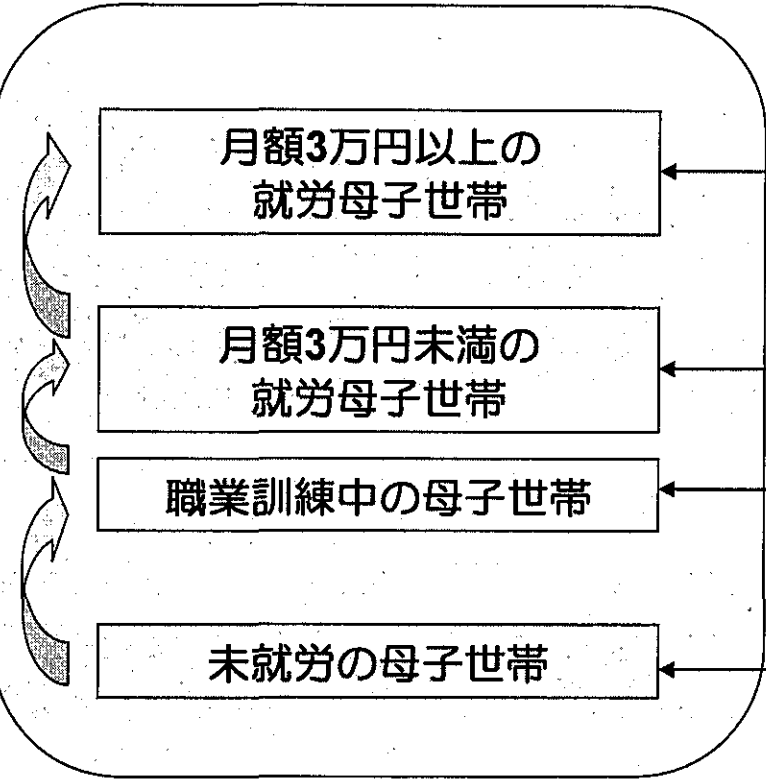 月額3万円以上の
就労母子世帯
月額3万円未満の
就労母子世帯
職業訓練中の母子世帯
未就労の母子世帯